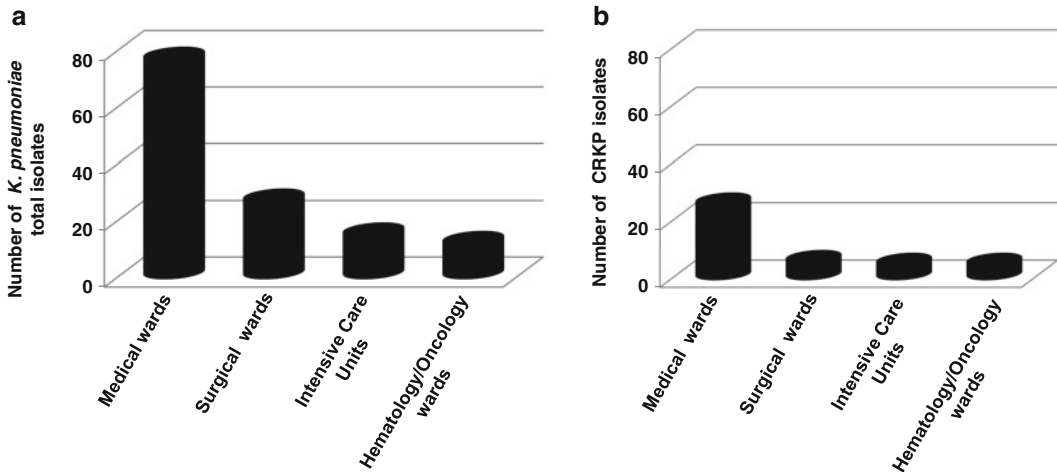 a
Number of K. pneumoniae
total isolates
80
60
40
20
0
Medical wards
Surgical wards
Intensive Care
Units
Hematology/Oncology
wards
b
Number of CRKP isolates
80
60
40
20
0
Medical wards
Surgical wards
Intensive Care
Units
Hematology/Oncology
wards